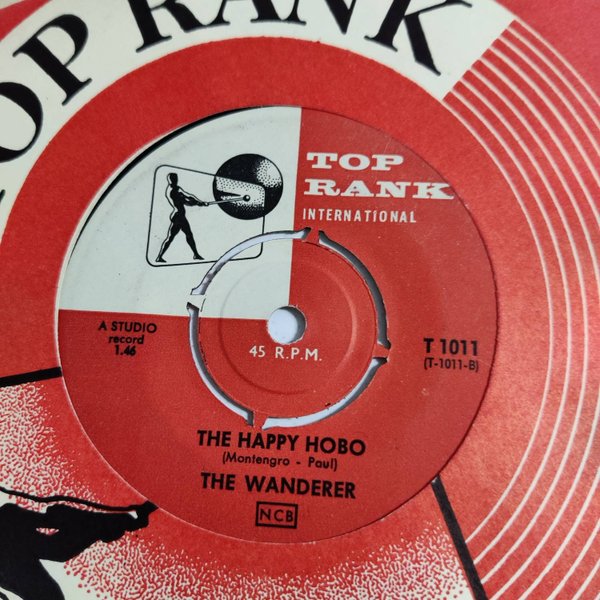 TOP RANK
TOP
RANK
INTERNATIONAL
A STUDIO
record
1.46
45 R.P.M.
T 1011
(T-1011-B)
THE HAPPY HOBO
(Montengro - Paul)
THE WANDERER
NCB